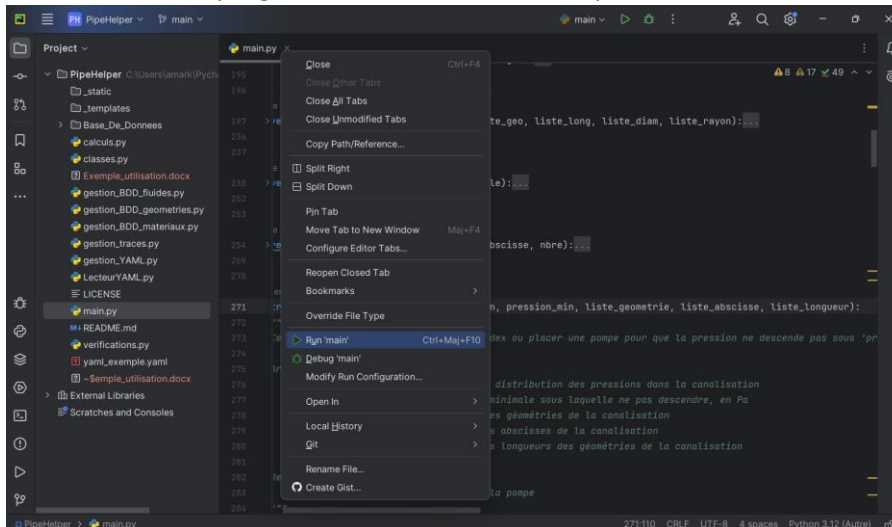 PH PipeHelper main main
Project
main.py
PipeHelper C:\Users\amark\Pych
_static
_templates
Base_De_Donnees
calculs.py
classes.py
Exemple_utilisation.docx
gestion_BDD_fluides.py
gestion_BDD_geometries.py
gestion_BDD_materiaux.py
gestion_traces.py
gestion_YAML.py
LecteurYAML.py
LICENSE
main.py
README.md
verifications.py
yaml_exemple.yaml
~$emple_utilisation.docx
External Libraries
Scratches and Consoles
Close Ctrl+F4
Close Other Tabs
Close All Tabs
Close Unmodified Tabs
Copy Path/Reference...
Split Right
Split Down
Pin Tab
Move Tab to New Window Maj+F4
Configure Editor Tabs...
Reopen Closed Tab
Bookmarks
Override File Type
Run 'main' Ctrl+Maj+F10
Debug 'main'
Modify Run Configuration...
Open In
Local History
Git
Rename File...
Create Gist...
8 17 49
195
196
197 te_geo, liste_long, liste_diam, liste_rayon):...
236
237
238 le):...
252
253
254 bscisse, nbre):...
269
270
271 n, pression_min, liste_geometrie, liste_abscisse, liste_longueur):
272
273 dex ou placer une pompe pour que la pression ne descende pas sous 'pr
274
275
276 distribution des pressions dans la canalisation
277 minimale sous laquelle ne pas descendre, en Pa
278 es géométries de la canalisation
279 s abscisses de la canalisation
280 s longueurs des géométries de la canalisation
281
282
283 la pompe
284
PipeHelper > main.py 271:110 CRLF UTF-8 4 spaces Python 3.12 (Autre)